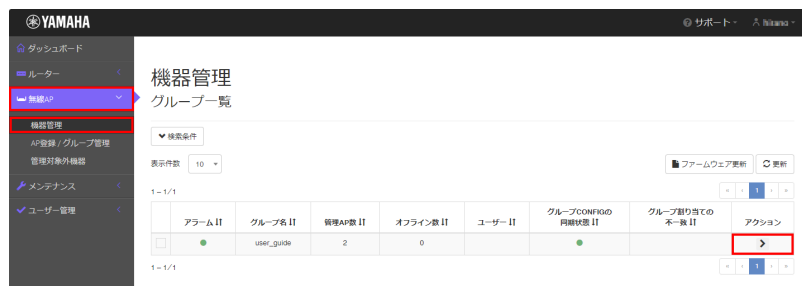 YAMAHA
サポート
ダッシュボード
ルーター
無線AP
機器管理
AP登録 / グループ管理
管理対象外機器
メンテナンス
ユーザー管理
機器管理
グループ一覧
検索条件
表示件数 10
ファームウェア更新 更新
1 – 1 / 1
« ‹ 1 › »
アラーム グループ名 管理AP数 オフライン数 ユーザー グループCONFIGの同期状態 グループ割り当ての不一致 アクション
user_guide 2 0
1 – 1 / 1
« ‹ 1 › »